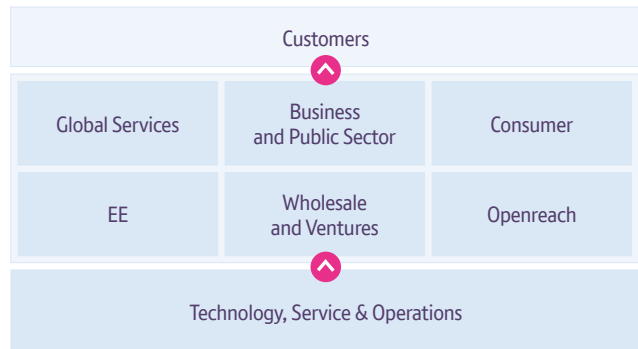 Customers
Global Services
Business
and Public Sector
Consumer
EE
Wholesale
and Ventures
Openreach
Technology, Service & Operations